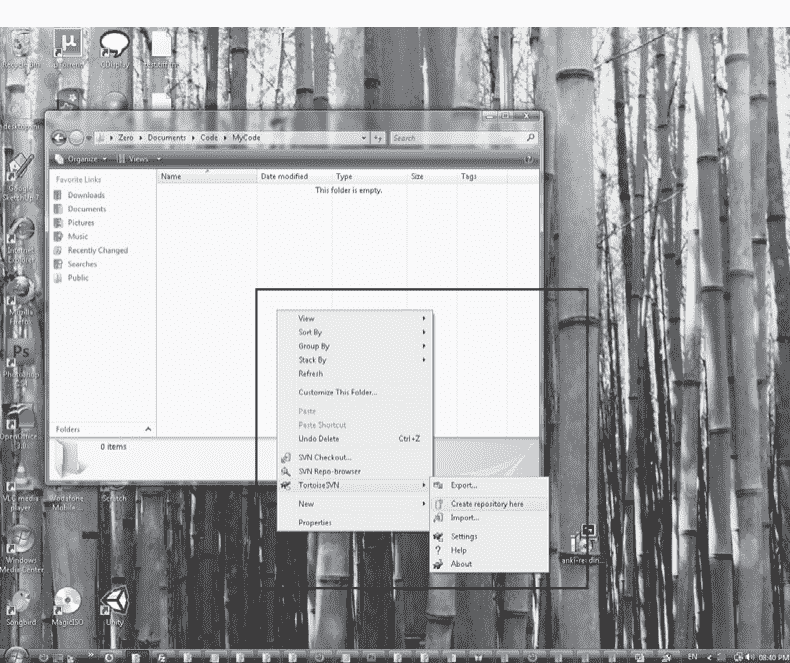 Zero ▸ Documents ▸ Code ▸ MyCode
Search
Organize
Views
Favorite Links
Downloads
Documents
Pictures
Music
Recently Changed
Searches
Public
Folders
Name
Date modified
Type
Size
Tags
This folder is empty.
0 items
View
Sort By
Group By
Stack By
Refresh
Customize This Folder...
Paste
Paste Shortcut
Undo Delete Ctrl+Z
SVN Checkout...
SVN Repo-browser
TortoiseSVN
New
Properties
Export...
Create repository here
Import...
Settings
Help
About
VLC media
player
Vodafone
Mobile...
Scratch
Windows
Media Center
Songbird
MagicISO
Unity
EN
08:40 PM